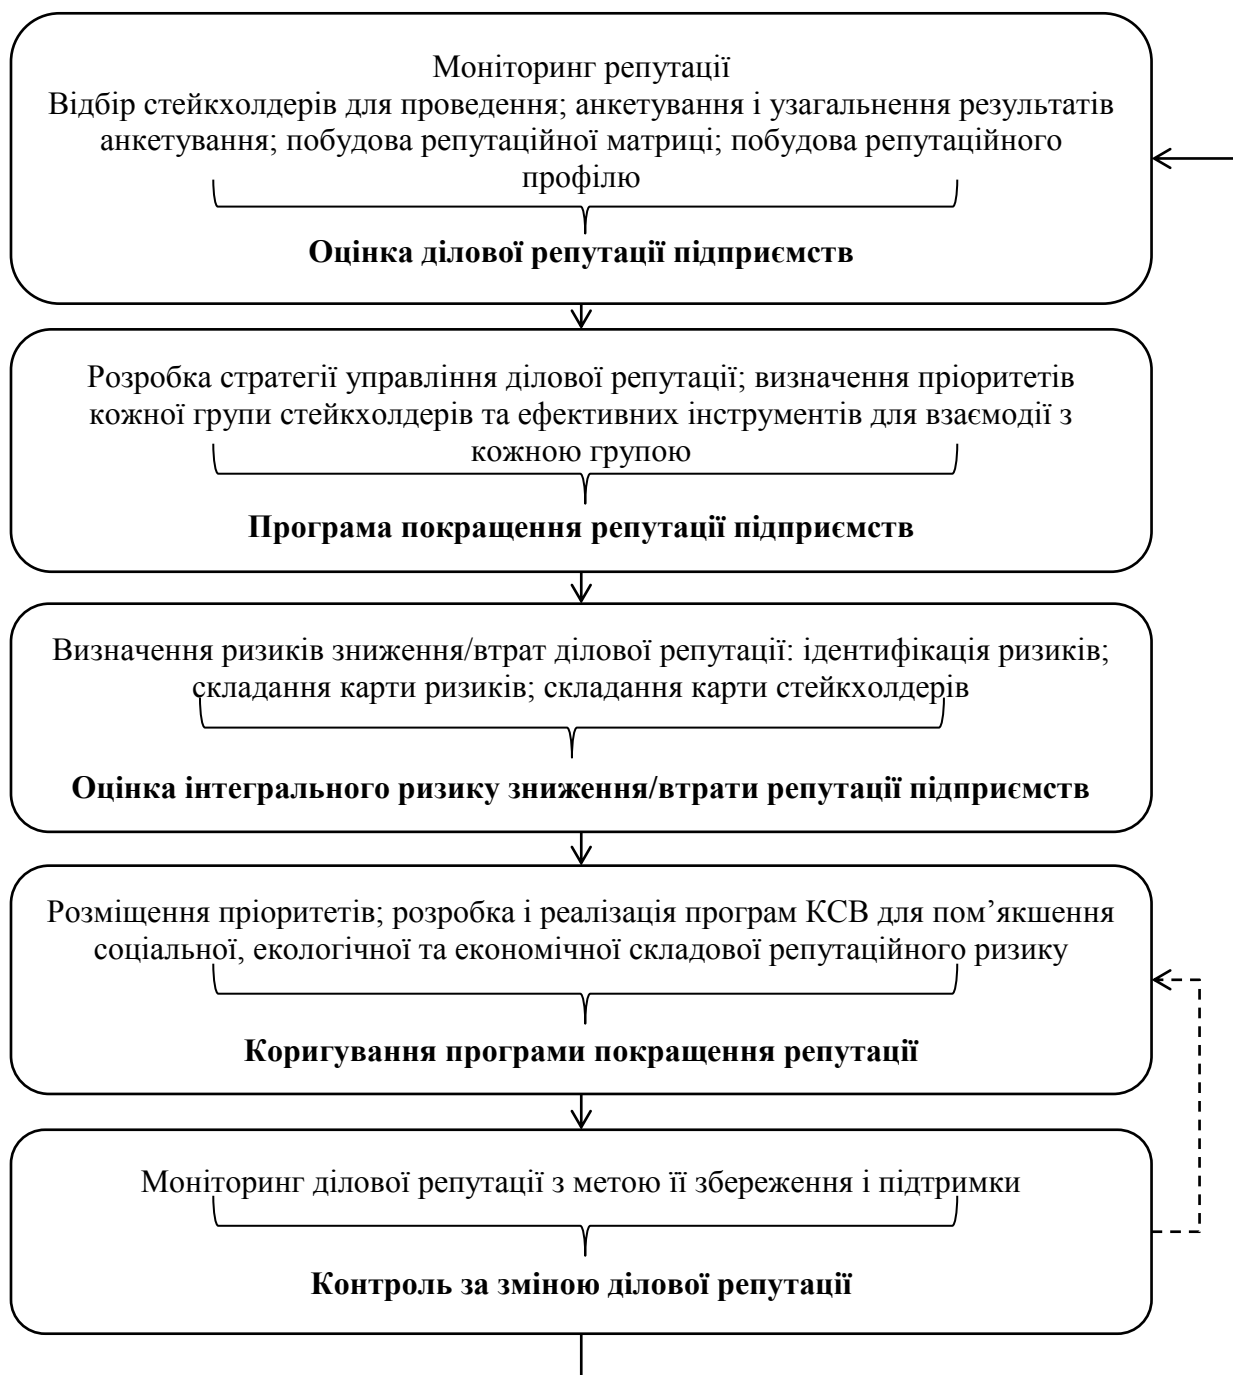 Моніторинг репутації
Відбір стейкхолдерів для проведення; анкетування і узагальнення результатів
анкетування; побудова репутаційної матриці; побудова репутаційного
профілю
Оцінка ділової репутації підприємств
Розробка стратегії управління ділової репутації; визначення пріоритетів
кожної групи стейкхолдерів та ефективних інструментів для взаємодії з
кожною групою
Програма покращення репутації підприємств
Визначення ризиків зниження/втрат ділової репутації: ідентифікація ризиків;
складання карти ризиків; складання карти стейкхолдерів
Оцінка інтегрального ризику зниження/втрати репутації підприємств
Розміщення пріоритетів; розробка і реалізація програм КСВ для пом’якшення
соціальної, екологічної та економічної складової репутаційного ризику
Коригування програми покращення репутації
Моніторинг ділової репутації з метою її збереження і підтримки
Контроль за зміною ділової репутації